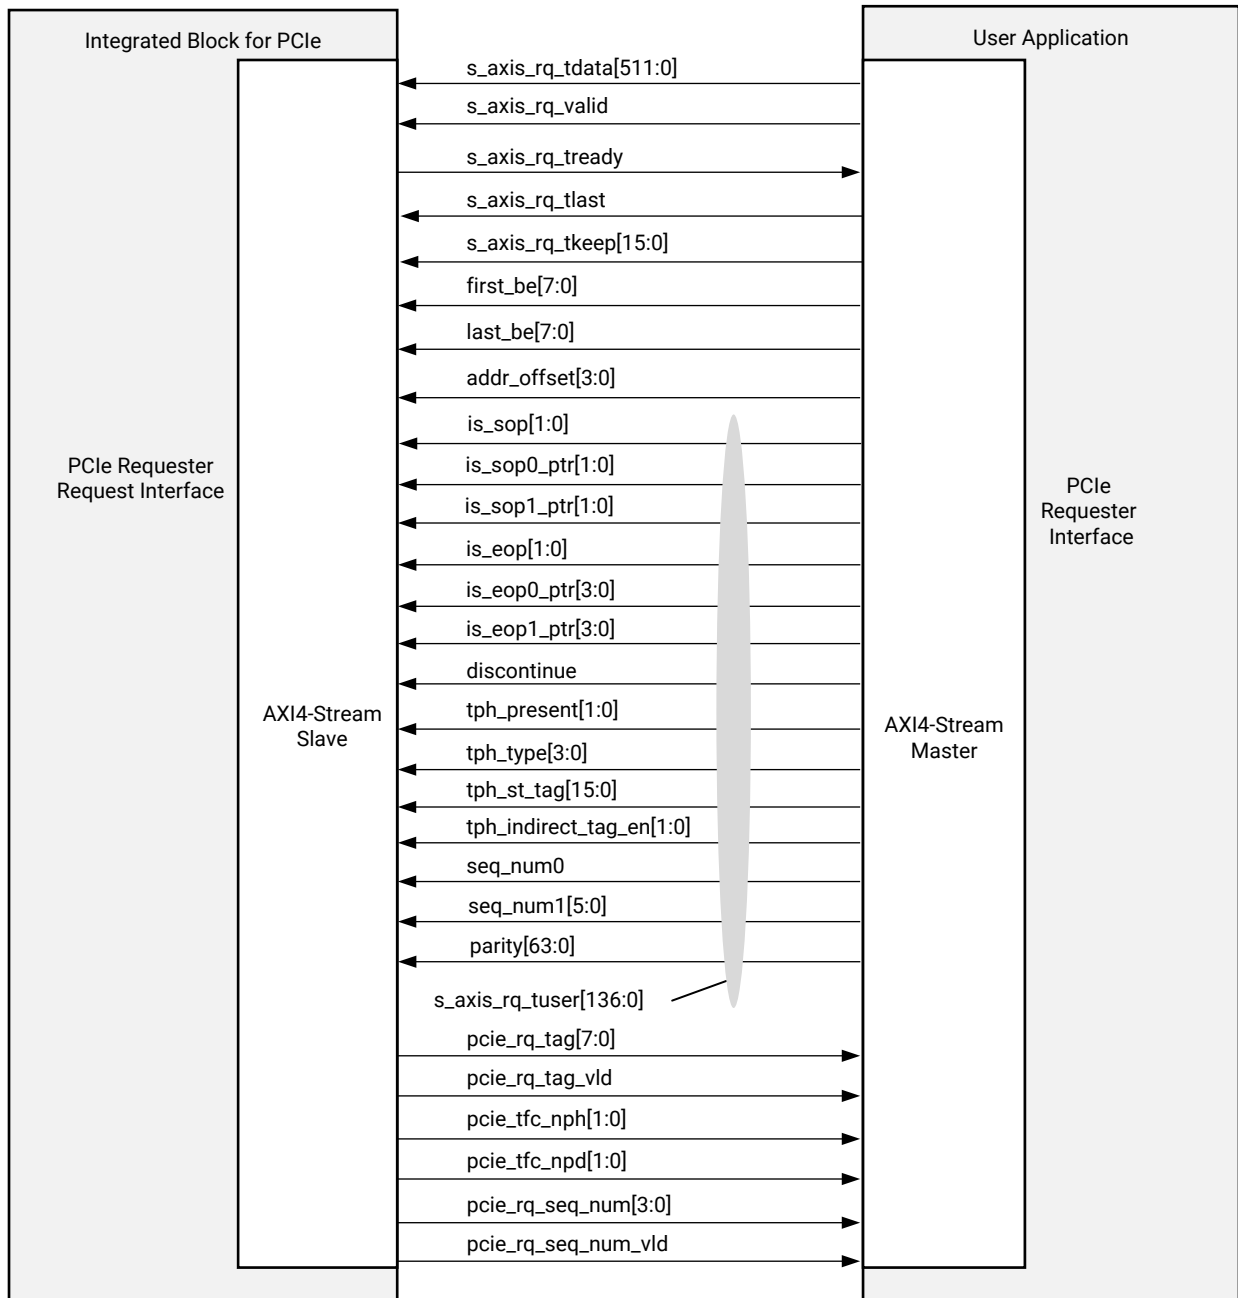 Integrated Block for PCIe
User Application
s_axis_rq_tdata[511:0]
s_axis_rq_valid
s_axis_rq_tready
s_axis_rq_tlast
s_axis_rq_tkeep[15:0]
first_be[7:0]
last_be[7:0]
addr_offset[3:0]
is_sop[1:0]
is_sop0_ptr[1:0]
is_sop1_ptr[1:0]
is_eop[1:0]
is_eop0_ptr[3:0]
is_eop1_ptr[3:0]
discontinue
tph_present[1:0]
tph_type[3:0]
tph_st_tag[15:0]
tph_indirect_tag_en[1:0]
seq_num0
seq_num1[5:0]
parity[63:0]
s_axis_rq_tuser[136:0]
pcie_rq_tag[7:0]
pcie_rq_tag_vld
pcie_tfc_nph[1:0]
pcie_tfc_npd[1:0]
pcie_rq_seq_num[3:0]
pcie_rq_seq_num_vld
PCIe Requester
Request Interface
AXI4-Stream
Slave
PCIe
Requester
Interface
AXI4-Stream
Master